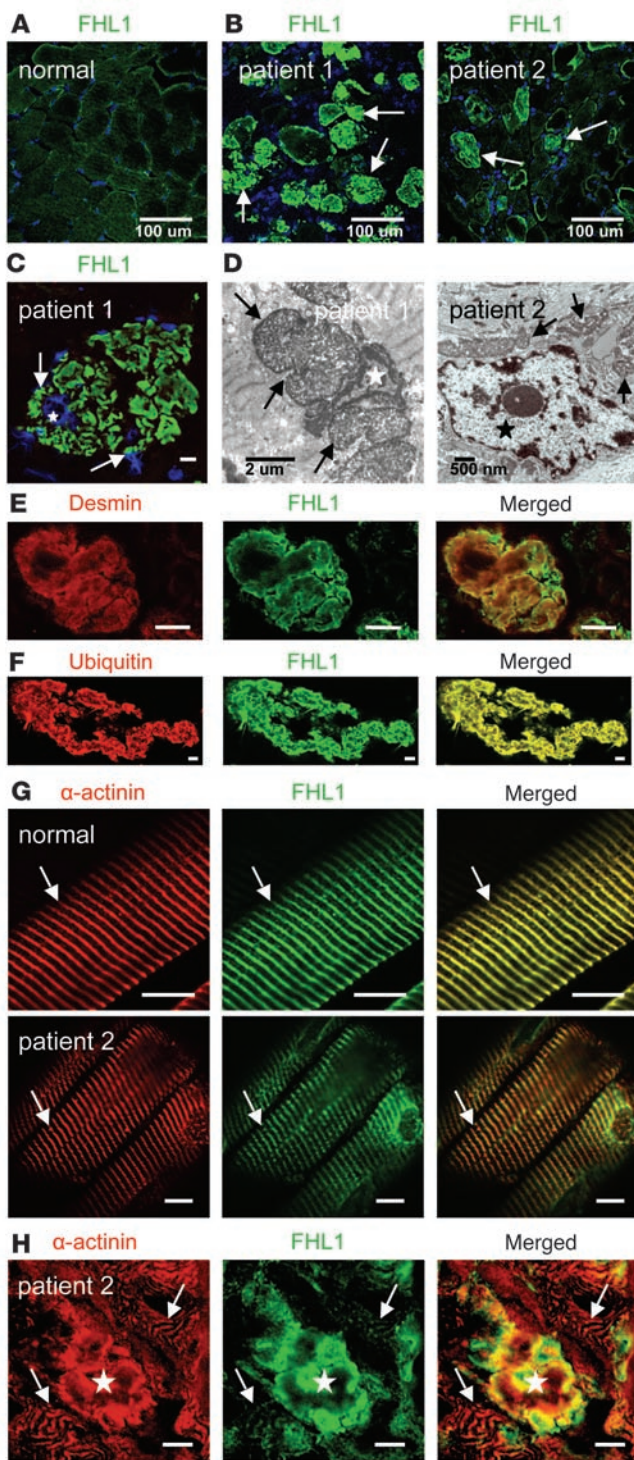 A FHL1 B FHL1
normal patient 1 patient 2
100 um 100 um 100 um
C FHL1 D
patient 1 patient 1 patient 2
2 um 500 nm
E Desmin FHL1 Merged
F Ubiquitin FHL1 Merged
G α-actinin FHL1 Merged
normal
patient 2
H α-actinin FHL1 Merged
patient 2